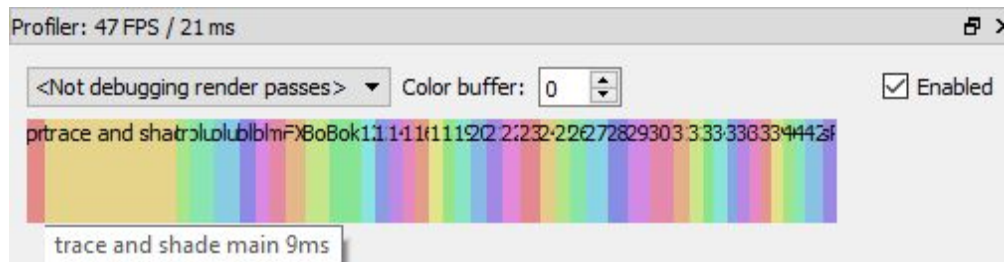 Profiler: 47 FPS / 21 ms
<Not debugging render passes> Color buffer: 0 Enabled
trace and
trace and shade main 9ms